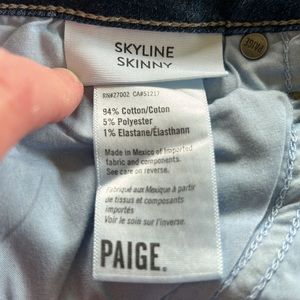 SKYLINE
SKINNY
RN#27002 CA#51217
94% Cotton/Coton
5% Polyester
1% Elastane/Élasthann
Made in Mexico of Imported
fabric and components.
See care on reverse.
Fabriqué aux Mexique à partir
de tissus et composants
importés
Voir le soin sur l'inverse.
PAIGE.
PAIGE